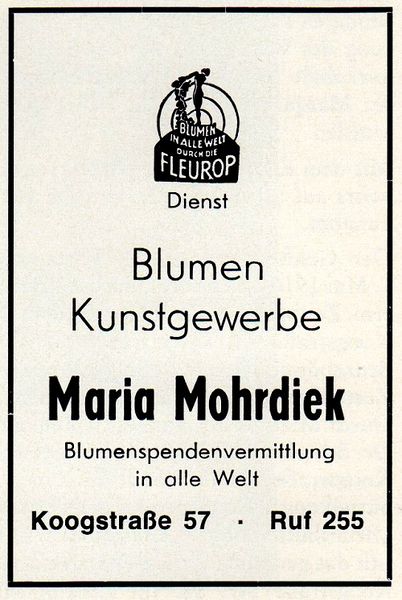 BLUMEN
IN ALLE WELT
DURCH DIE
FLEUROP
Dienst
Blumen
Kunstgewerbe
Maria Mohrdiek
Blumenspendenvermittlung
in alle Welt
Koogstraße 57 · Ruf 255